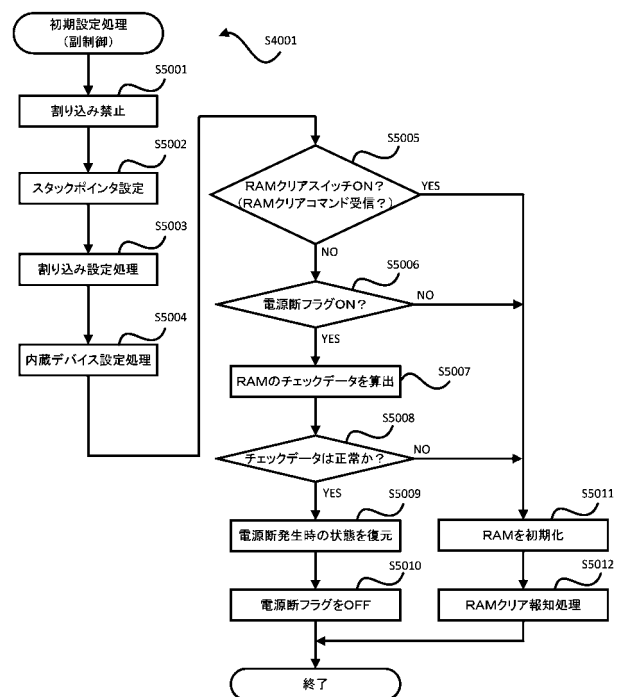 初期設定処理
(副制御)
S4001
S5001
割り込み禁止
S5002
スタックポインタ設定
S5003
割り込み設定処理
S5004
内蔵デバイス設定処理
S5005
RAMクリアスイッチON?
(RAMクリアコマンド受信?)
YES
NO
S5006
電源断フラグON?
NO
YES
S5007
RAMのチェックデータを算出
S5008
チェックデータは正常か?
NO
YES
S5009
電源断発生時の状態を復元
S5010
電源断フラグをOFF
S5011
RAMを初期化
S5012
RAMクリア報知処理
終了